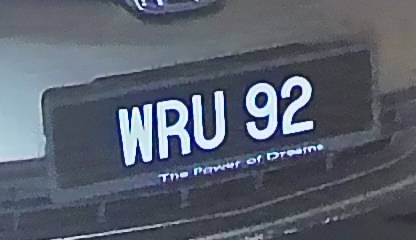 WRU 92
The Power of Dreams